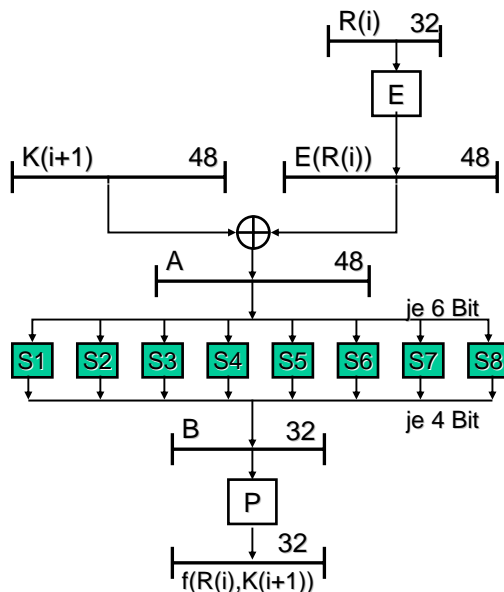 R(i) 32
E
K(i+1) 48 E(R(i)) 48
A 48
je 6 Bit
S1 S2 S3 S4 S5 S6 S7 S8
je 4 Bit
B 32
P
32
f(R(i),K(i+1))